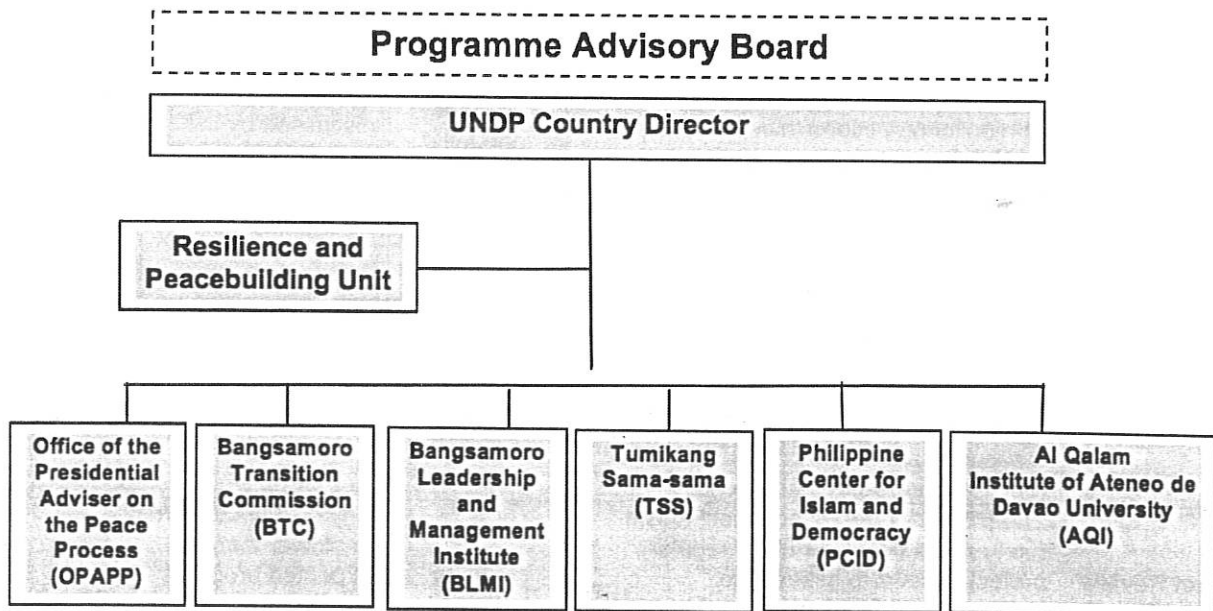 Programme Advisory Board
UNDP Country Director
Resilience and
Peacebuilding Unit
Office of the
Presidential
Adviser on
the Peace
Process
(OPAPP)
Bangsamoro
Transition
Commission
(BTC)
Bangsamoro
Leadership
and
Management
Institute
(BLMI)
Tumikang
Sama-sama
(TSS)
Philippine
Center for
Islam and
Democracy
(PCID)
Al Qalam
Institute of Ateneo de
Davao University
(AQI)